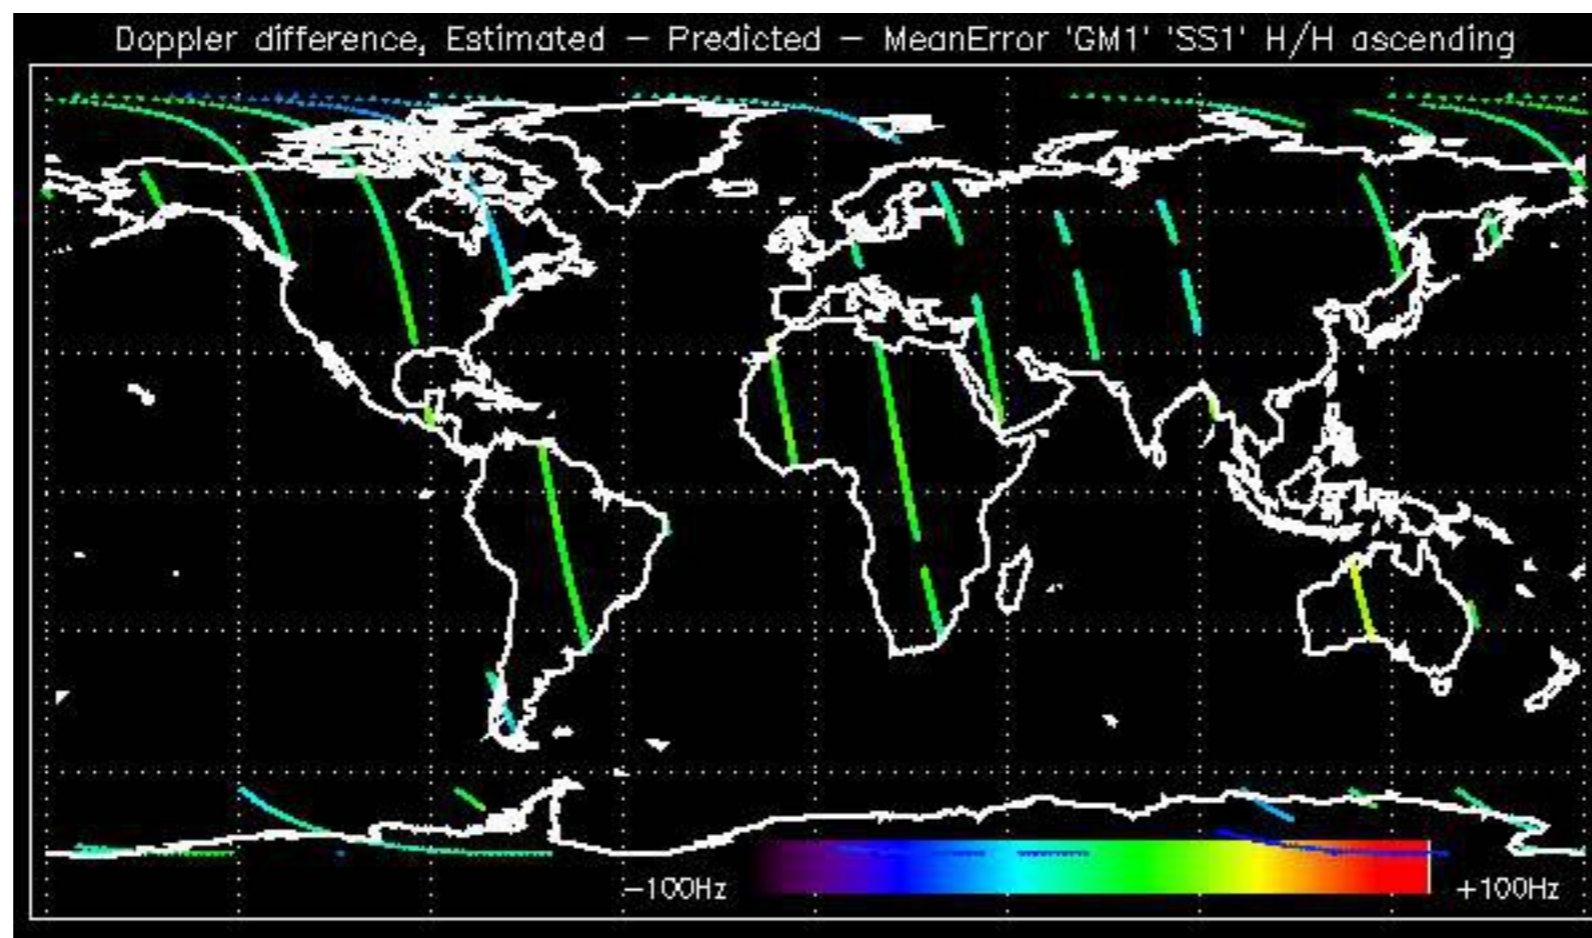 Doppler difference, Estimated — Predicted — MeanError 'GM1' 'SS1' H/H ascending
−100Hz +100Hz